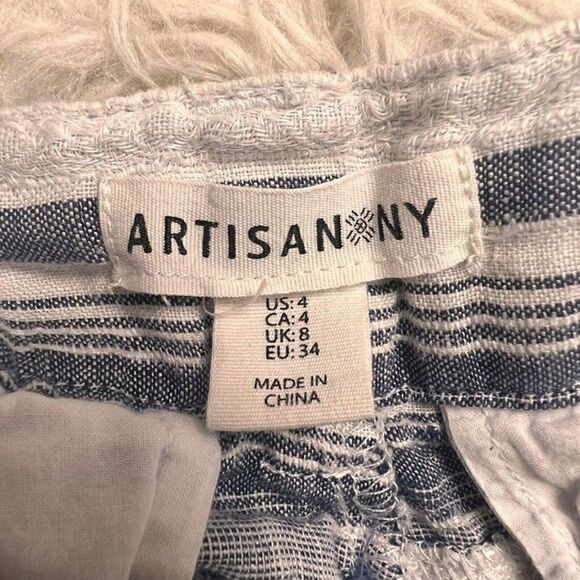 ARTISAN NY
US: 4
CA: 4
UK: 8
EU: 34
MADE IN
CHINA